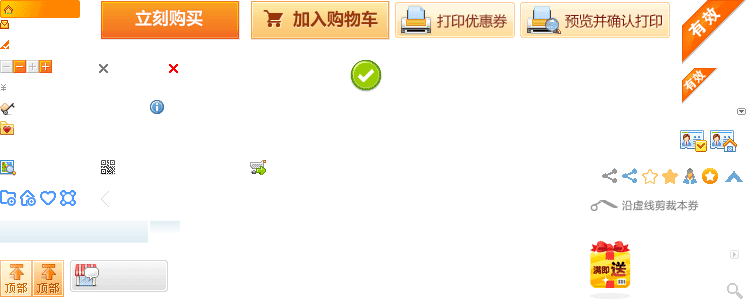 立刻购买
加入购物车
打印优惠券
预览并确认打印
有效
有效
¥
沿虚线剪裁本券
满即送
顶部
顶部